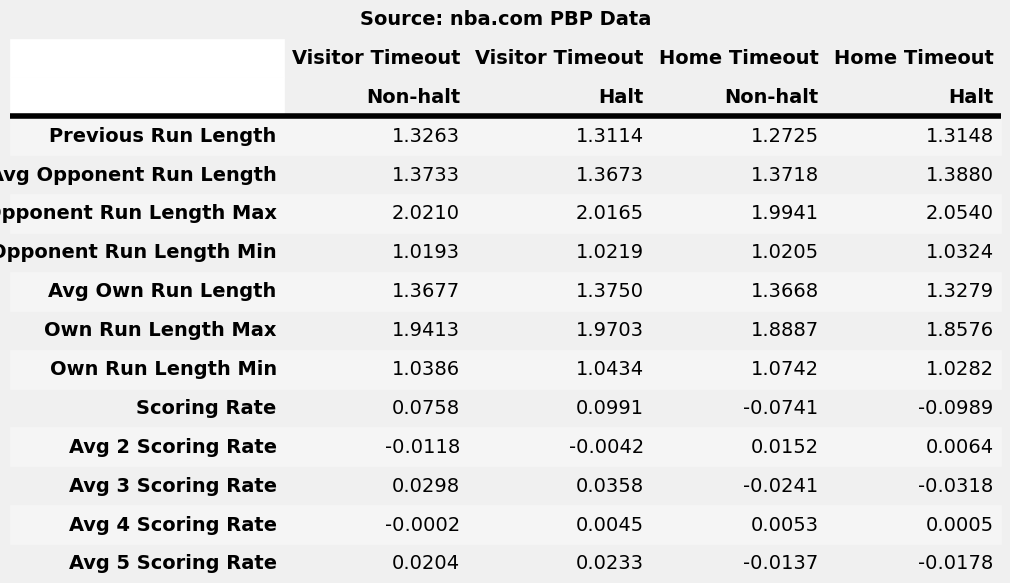 Source: nba.com PBP Data
Visitor Timeout Visitor Timeout Home Timeout Home Timeout
Non-halt Halt Non-halt Halt
Previous Run Length 1.3263 1.3114 1.2725 1.3148
Avg Opponent Run Length 1.3733 1.3673 1.3718 1.3880
Opponent Run Length Max 2.0210 2.0165 1.9941 2.0540
Opponent Run Length Min 1.0193 1.0219 1.0205 1.0324
Avg Own Run Length 1.3677 1.3750 1.3668 1.3279
Own Run Length Max 1.9413 1.9703 1.8887 1.8576
Own Run Length Min 1.0386 1.0434 1.0742 1.0282
Scoring Rate 0.0758 0.0991 -0.0741 -0.0989
Avg 2 Scoring Rate -0.0118 -0.0042 0.0152 0.0064
Avg 3 Scoring Rate 0.0298 0.0358 -0.0241 -0.0318
Avg 4 Scoring Rate -0.0002 0.0045 0.0053 0.0005
Avg 5 Scoring Rate 0.0204 0.0233 -0.0137 -0.0178